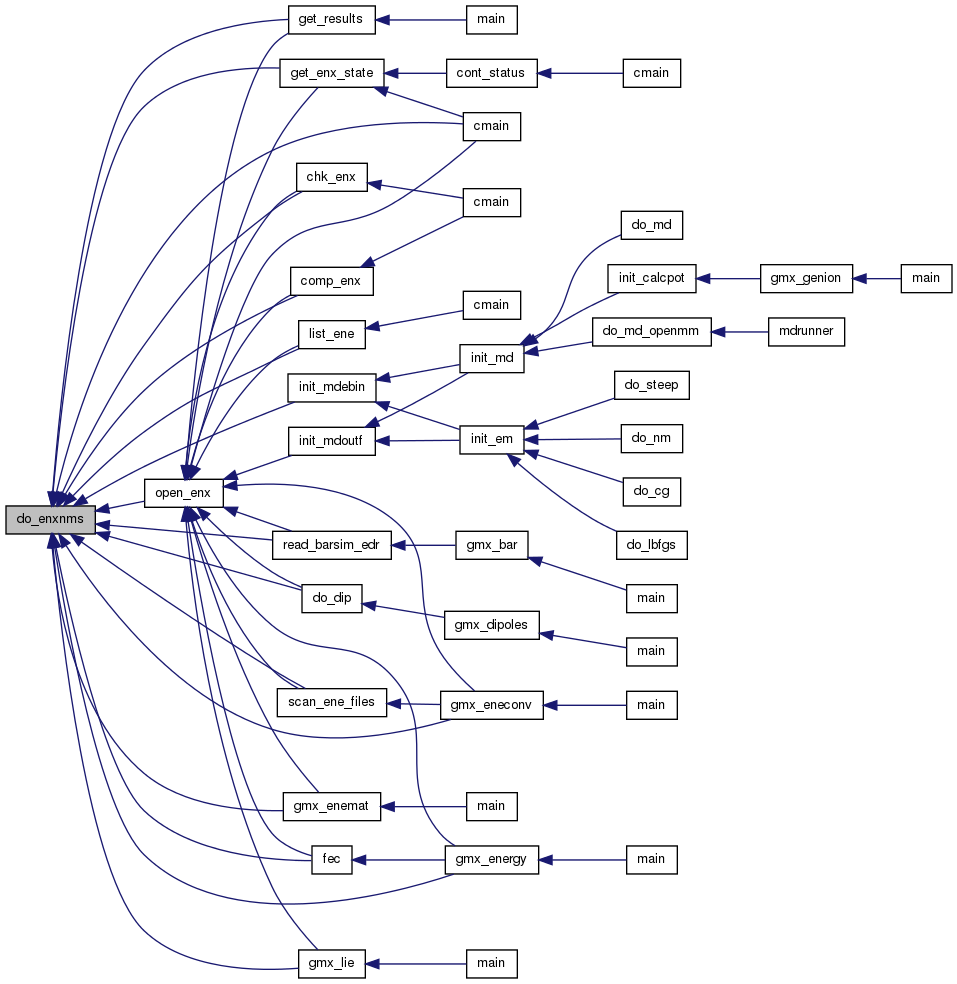 get_results
main
get_enx_state
cont_status
cmain
cmain
chk_enx
cmain
do_md
comp_enx
init_calcpot
gmx_genion
main
list_ene
cmain
do_md_openmm
mdrunner
init_md
init_mdebin
do_steep
init_mdoutf
init_em
do_nm
open_enx
do_cg
do_enxnms
read_barsim_edr
gmx_bar
do_lbfgs
do_dip
main
gmx_dipoles
main
scan_ene_files
gmx_eneconv
main
gmx_enemat
main
fec
gmx_energy
main
gmx_lie
main